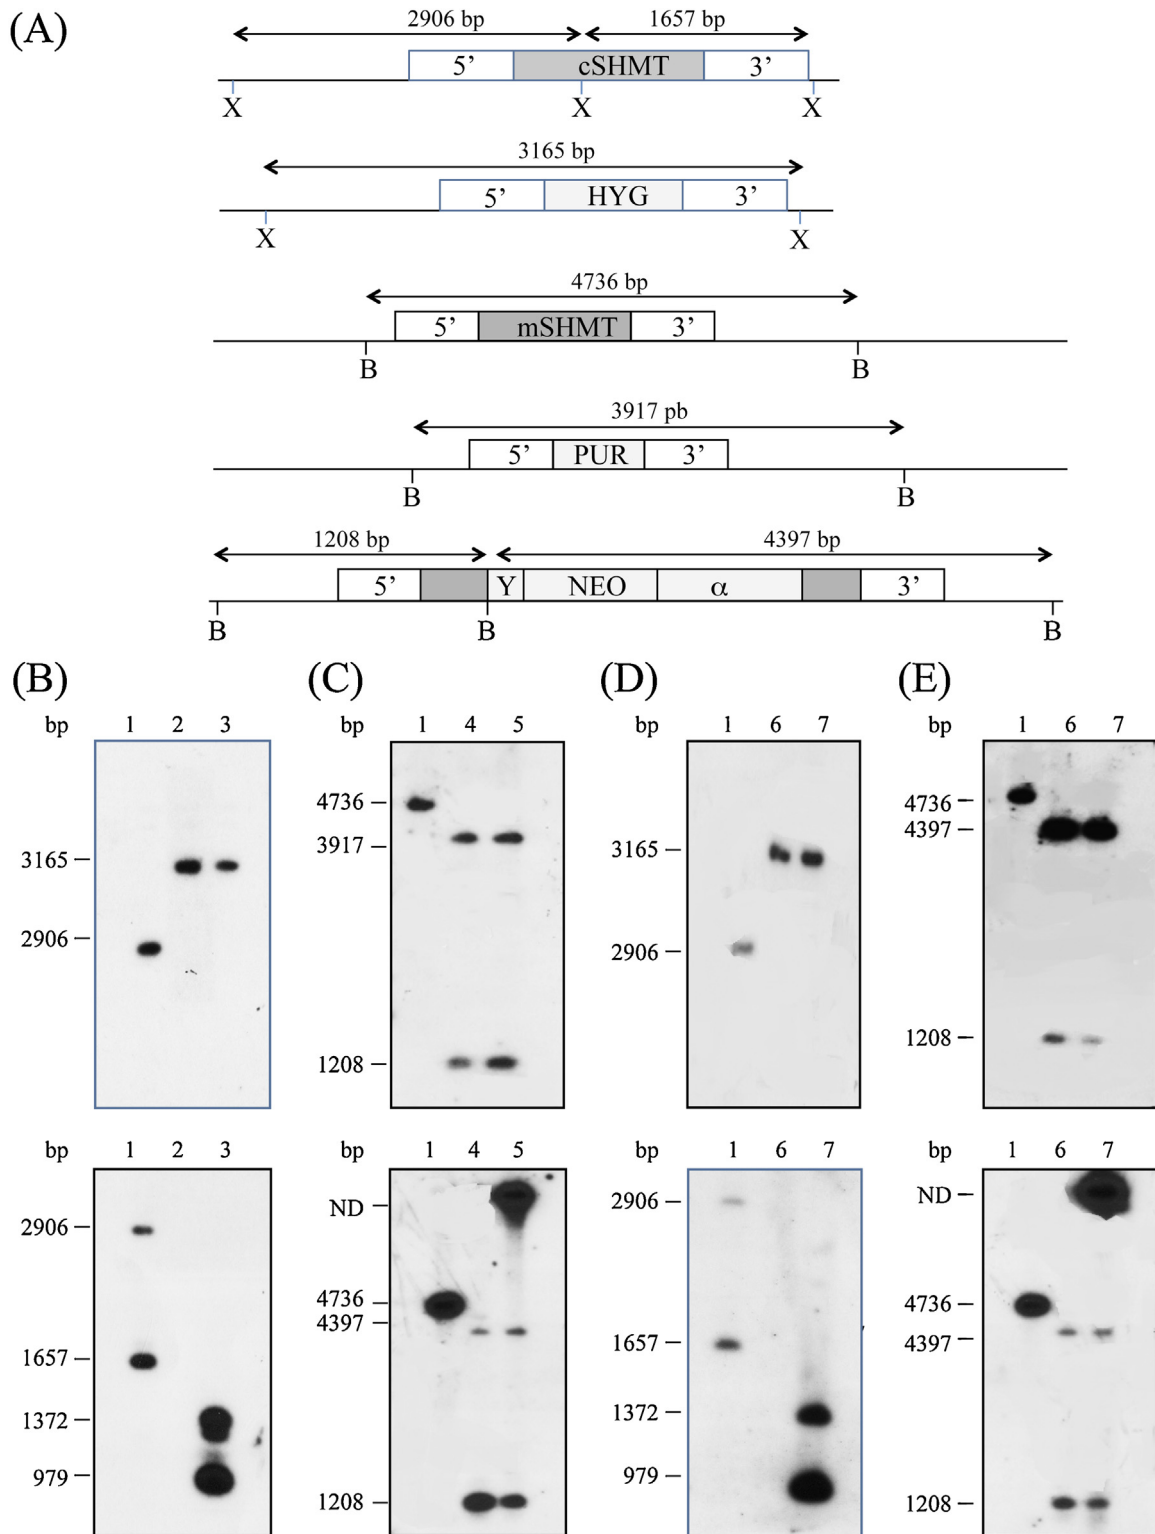 (A)
2906 bp 1657 bp
5’ cSHMT 3’
X X X
3165 bp
5’ HYG 3’
X X
4736 bp
5’ mSHMT 3’
B B
3917 pb
5’ PUR 3’
B B
1208 bp 4397 bp
5’ Y NEO α 3’
B B B
(B) (C) (D) (E)
bp 1 2 3 bp 1 4 5 bp 1 6 7 bp 1 6 7
3165
2906
4736
3917
1208
3165
2906
4736
4397
1208
bp 1 2 3 bp 1 4 5 bp 1 6 7 bp 1 6 7
2906
1657
1372
979
ND
4736
4397
1208
2906
1657
1372
979
ND
4736
4397
1208